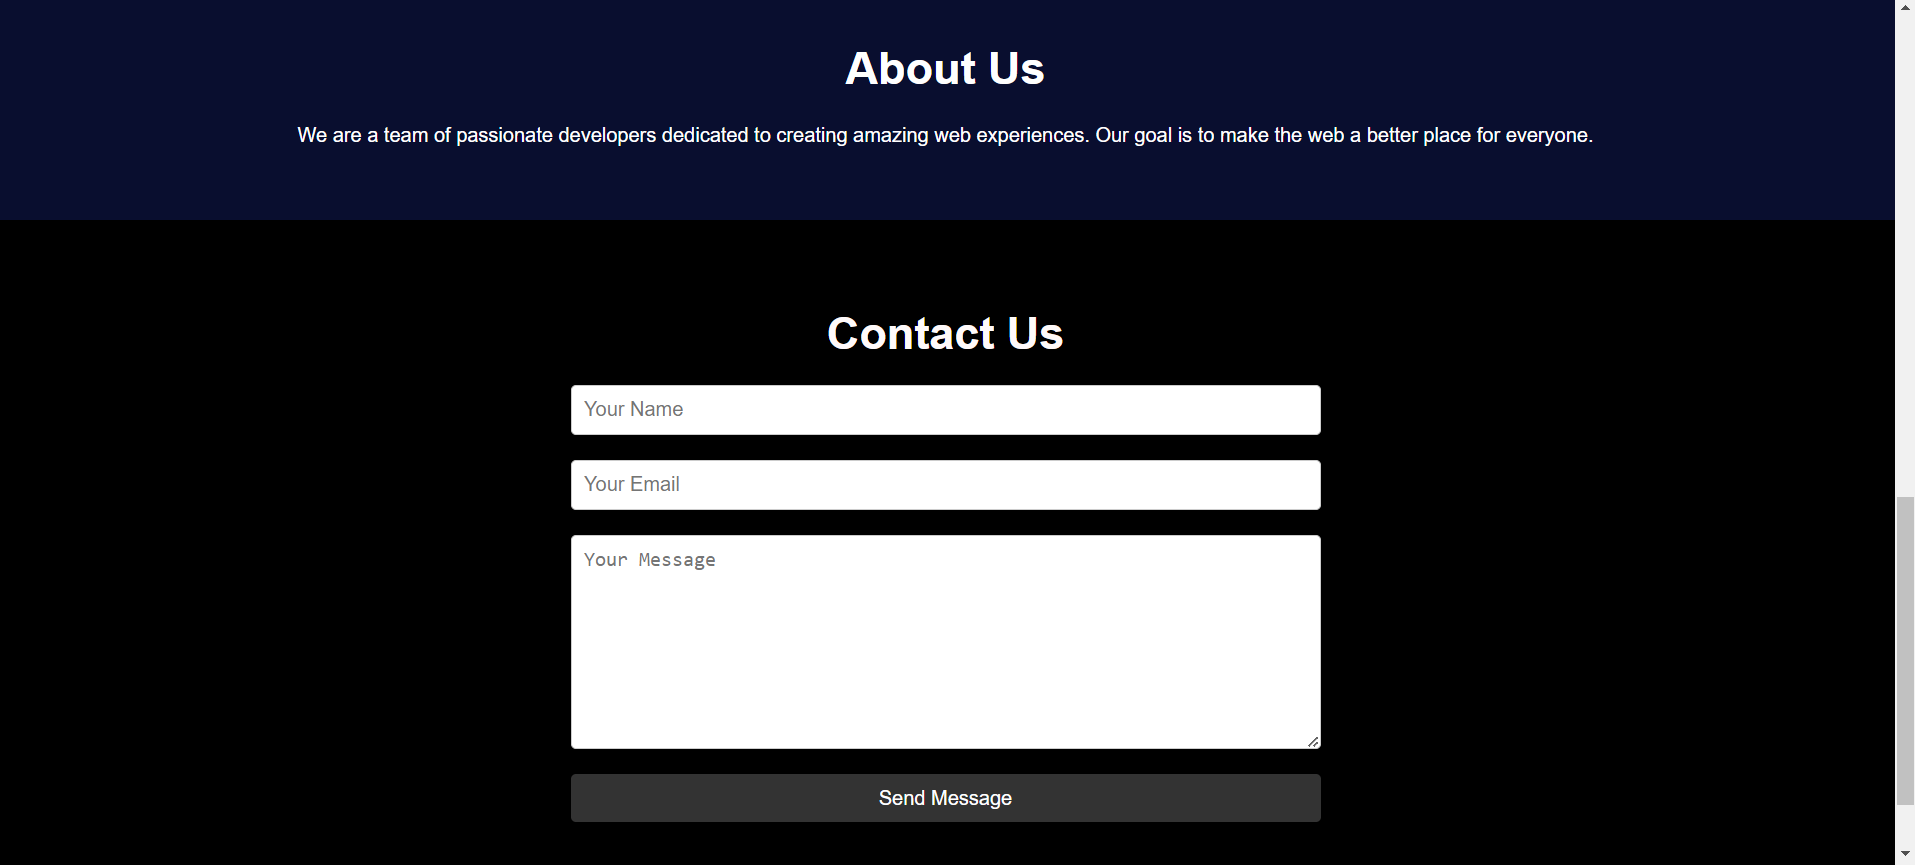 About Us
We are a team of passionate developers dedicated to creating amazing web experiences. Our goal is to make the web a better place for everyone.
Contact Us
Your Name
Your Email
Your Message
Send Message